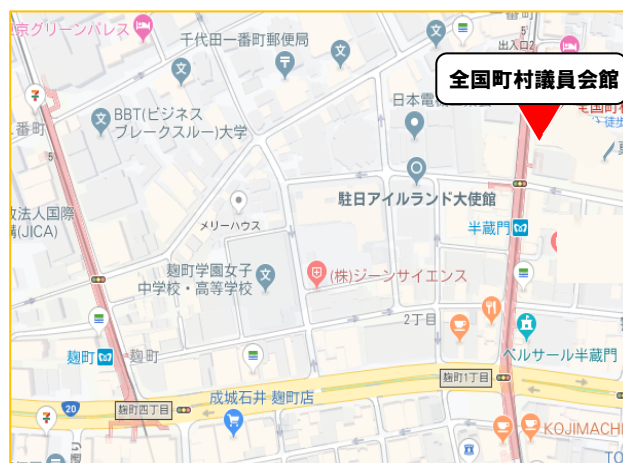 京グリーンパレス
千代田一番町郵便局
出入口2
全国町村議員会館
BBT(ビジネス
ブレークスルー)大学
二番町
日本電
駐日アイルランド大使館
メリーハウス
法人国際
(JICA)
半蔵門
麹町学園女子
中学校・高等学校
(株)ジーンサイエンス
2丁目
ベルサール半蔵門
麹町
麹町
麹町1丁目
成城石井 麹町店
20
麹町四丁目
KOJIMACHI
TO